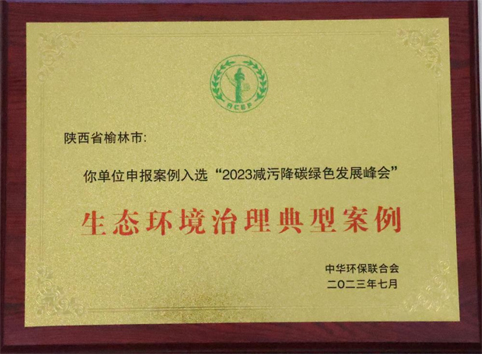 ACEF
陕西省榆林市:
你单位申报案例入选“2023减污降碳绿色发展峰会”
生态环境治理典型案例
中华环保联合会
二〇二三年七月